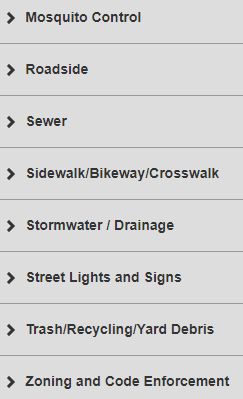 Mosquito Control
Roadside
Sewer
Sidewalk/Bikeway/Crosswalk
Stormwater / Drainage
Street Lights and Signs
Trash/Recycling/Yard Debris
Zoning and Code Enforcement